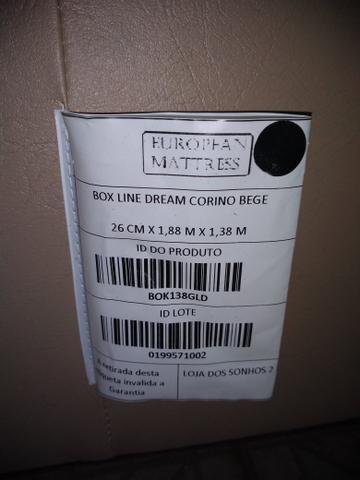 EUROPEAN
MATTRESS
BOX LINE DREAM CORINO BEGE
26 CM X 1,88 M X 1,38 M
ID DO PRODUTO
BOK138GLD
ID LOTE
0199571002
A retirada desta
etiqueta invalida a
Garantia
LOJA DOS SONHOS 2